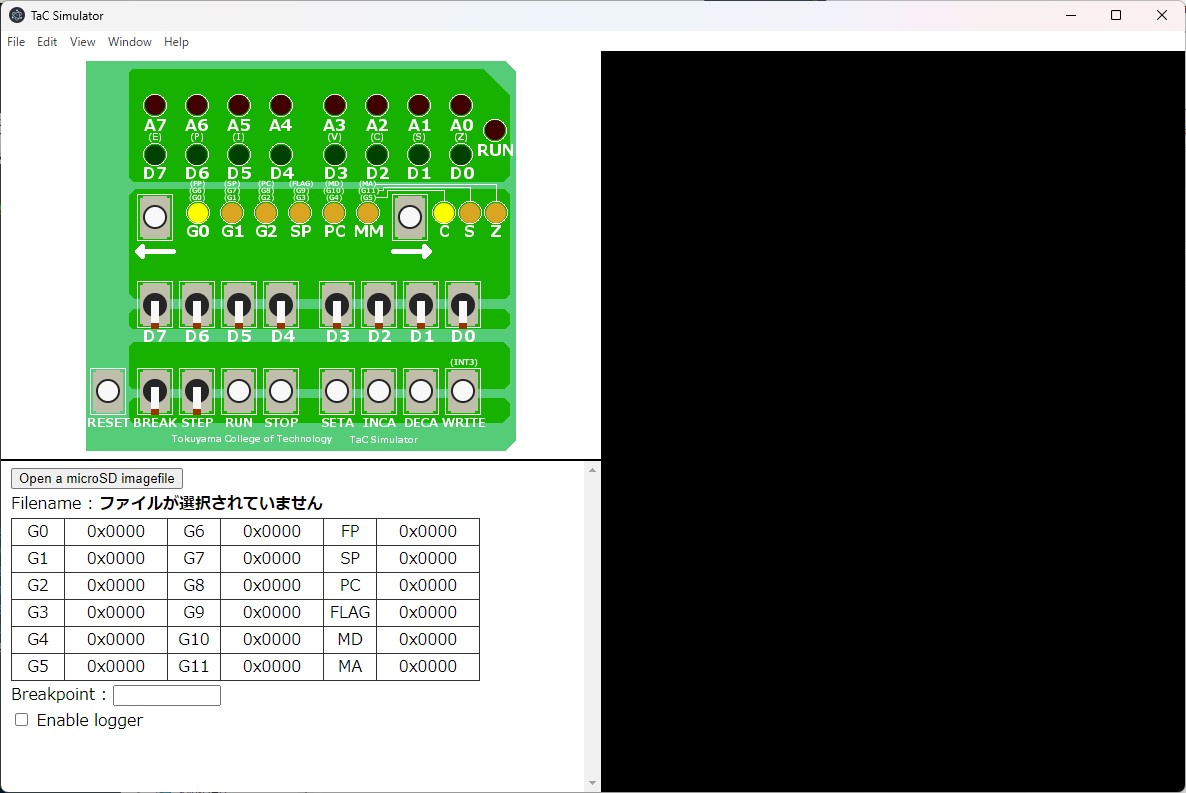 TaC Simulator
File Edit View Window Help
A7 A6 A5 A4 A3 A2 A1 A0
(E) (P) (I) (V) (C) (S) (Z)
RUN
D7 D6 D5 D4 D3 D2 D1 D0
(FP) (SP) (PC) (FLAG) (MD) (MA)
(G6) (G7) (G8) (G9) (G10) (G11)
(G0) (G1) (G2) (G3) (G4) (G5)
G0 G1 G2 SP PC MM C S Z
D7 D6 D5 D4 D3 D2 D1 D0
(INT3)
RESET BREAK STEP RUN STOP SETA INCA DECA WRITE
Tokuyama College of Technology TaC Simulator
Open a microSD imagefile
Filename : ファイルが選択されていません
G0 0x0000 G6 0x0000 FP 0x0000
G1 0x0000 G7 0x0000 SP 0x0000
G2 0x0000 G8 0x0000 PC 0x0000
G3 0x0000 G9 0x0000 FLAG 0x0000
G4 0x0000 G10 0x0000 MD 0x0000
G5 0x0000 G11 0x0000 MA 0x0000
Breakpoint :
Enable logger